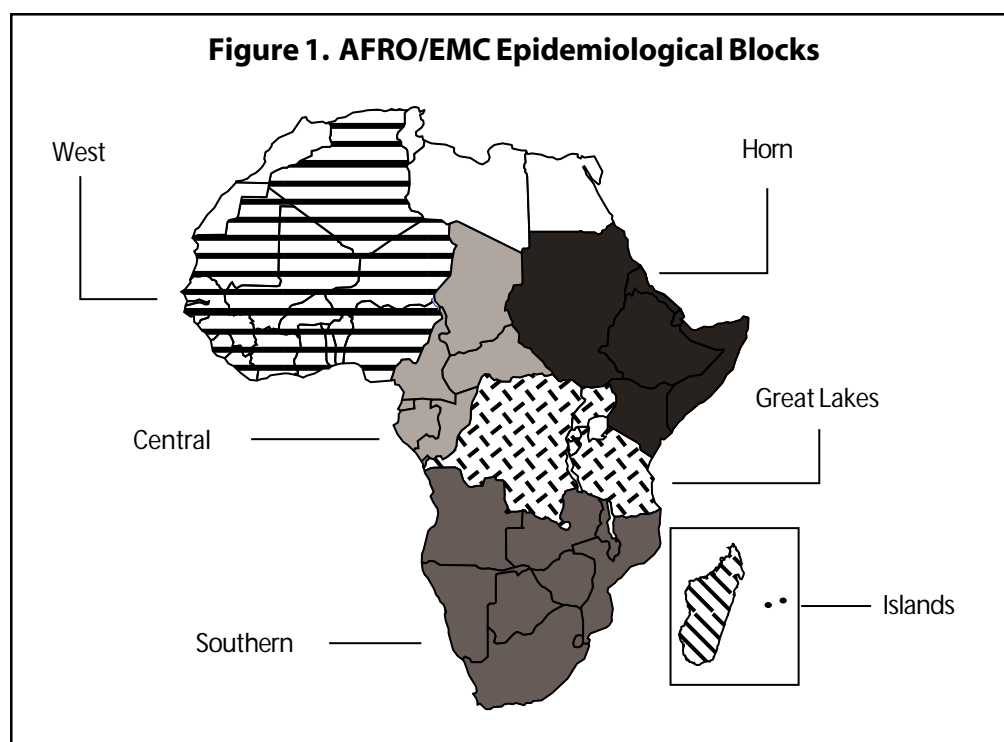 Figure 1. AFRO/EMC Epidemiological Blocks
West
Horn
Great Lakes
Central
Islands
Southern